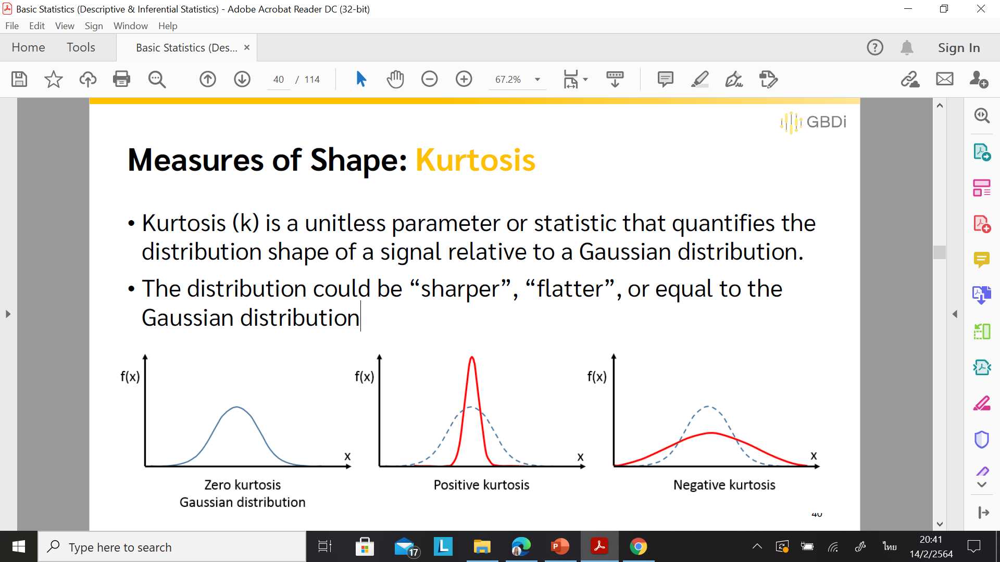 Basic Statistics (Descriptive & Inferential Statistics) - Adobe Acrobat Reader DC (32-bit)
File Edit View Sign Window Help
Home Tools Basic Statistics (Des... × Sign In
40 / 114 67.2%
GBDi
Measures of Shape: Kurtosis
• Kurtosis (k) is a unitless parameter or statistic that quantifies the
distribution shape of a signal relative to a Gaussian distribution.
• The distribution could be “sharper”, “flatter”, or equal to the
Gaussian distribution
f(x) f(x) f(x)
x x x
Zero kurtosis Positive kurtosis Negative kurtosis
Gaussian distribution
40
Type here to search
17
L
P
ไทย
20:41
14/2/2564